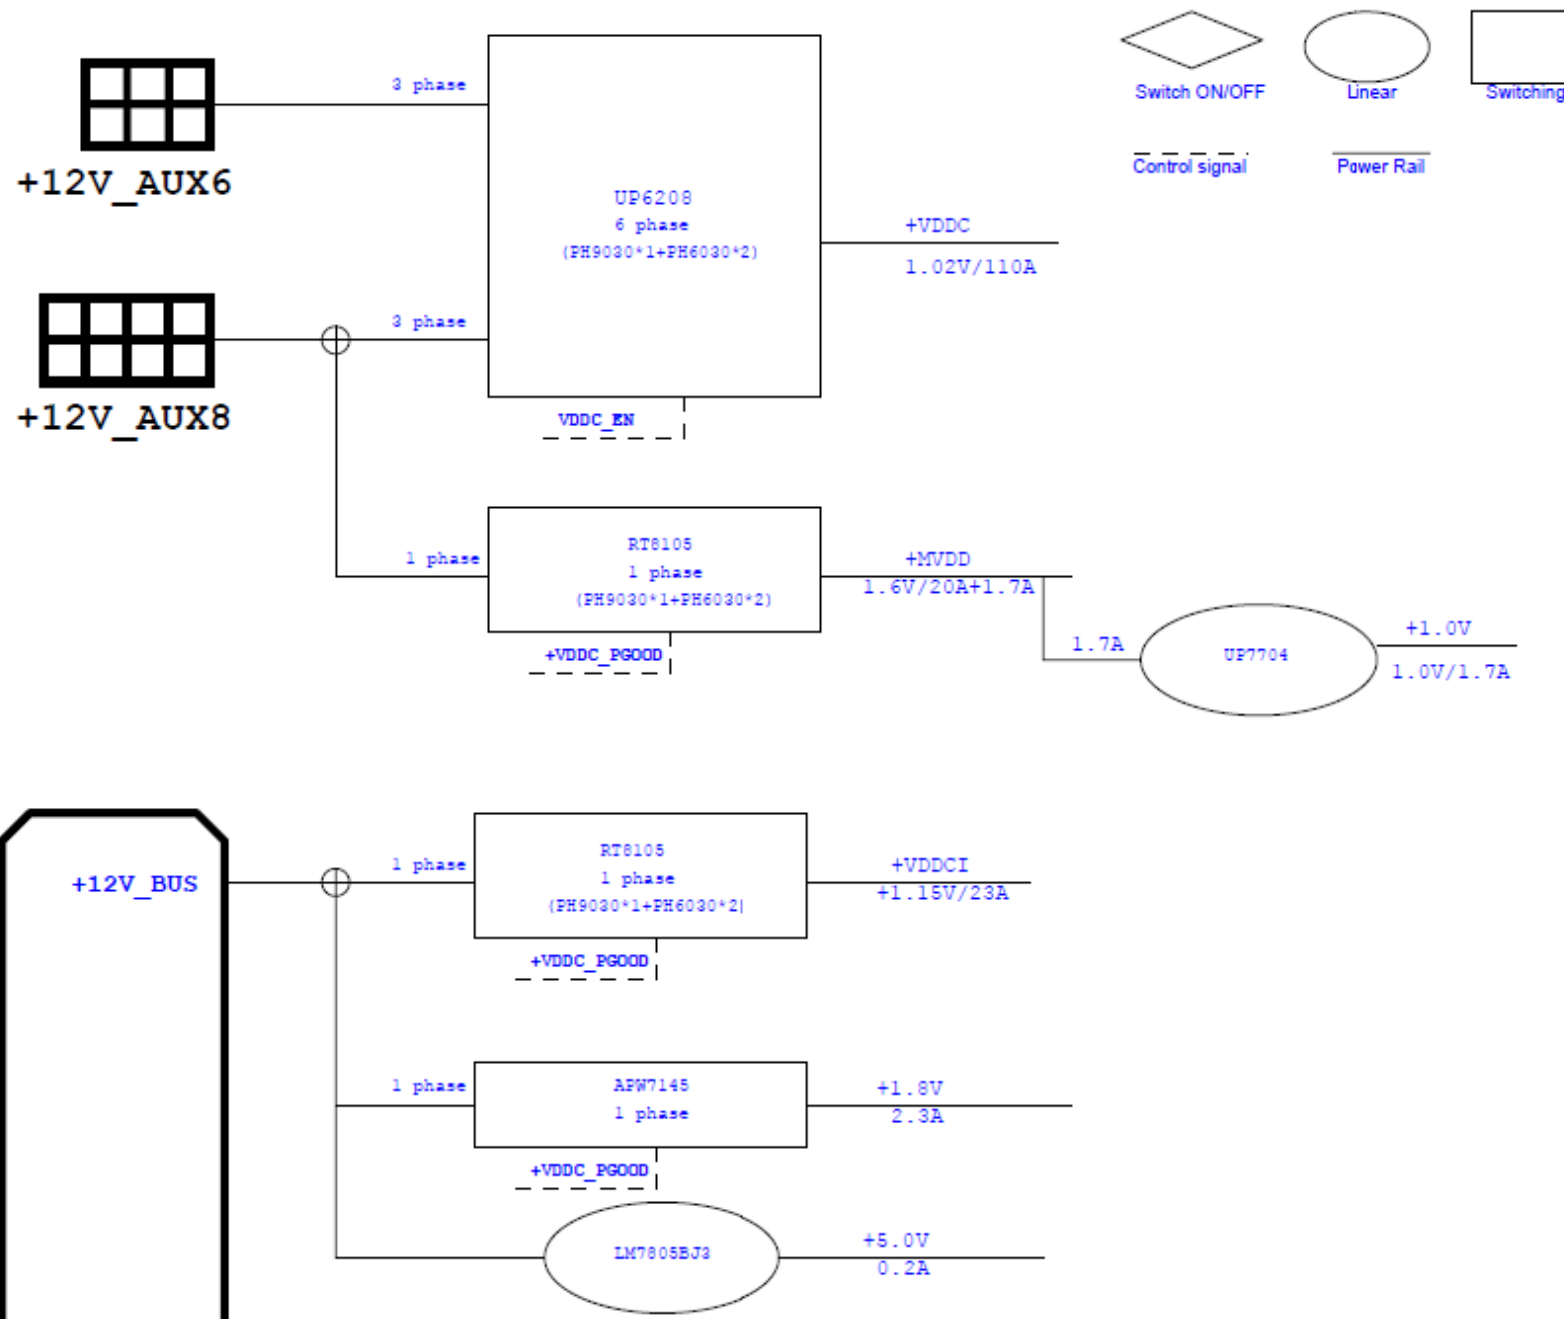 Switch ON/OFF
Linear
Switching
Control signal
Power Rail
+12V_AUX6
3 phase
UP6208
6 phase
(PH9030*1+PH6030*2)
+VDDC
1.02V/110A
+12V_AUX8
3 phase
VDDC_EN
1 phase
RT8105
1 phase
(PH9030*1+PH6030*2)
+VDDC_PGOOD
+MVDD
1.6V/20A+1.7A
1.7A
UP7704
+1.0V
1.0V/1.7A
+12V_BUS
1 phase
RT8105
1 phase
(PH9030*1+PH6030*2|
+VDDC_PGOOD
+VDDCI
+1.15V/23A
1 phase
APW7145
1 phase
+VDDC_PGOOD
+1.8V
2.3A
LM7805BJ3
+5.0V
0.2A